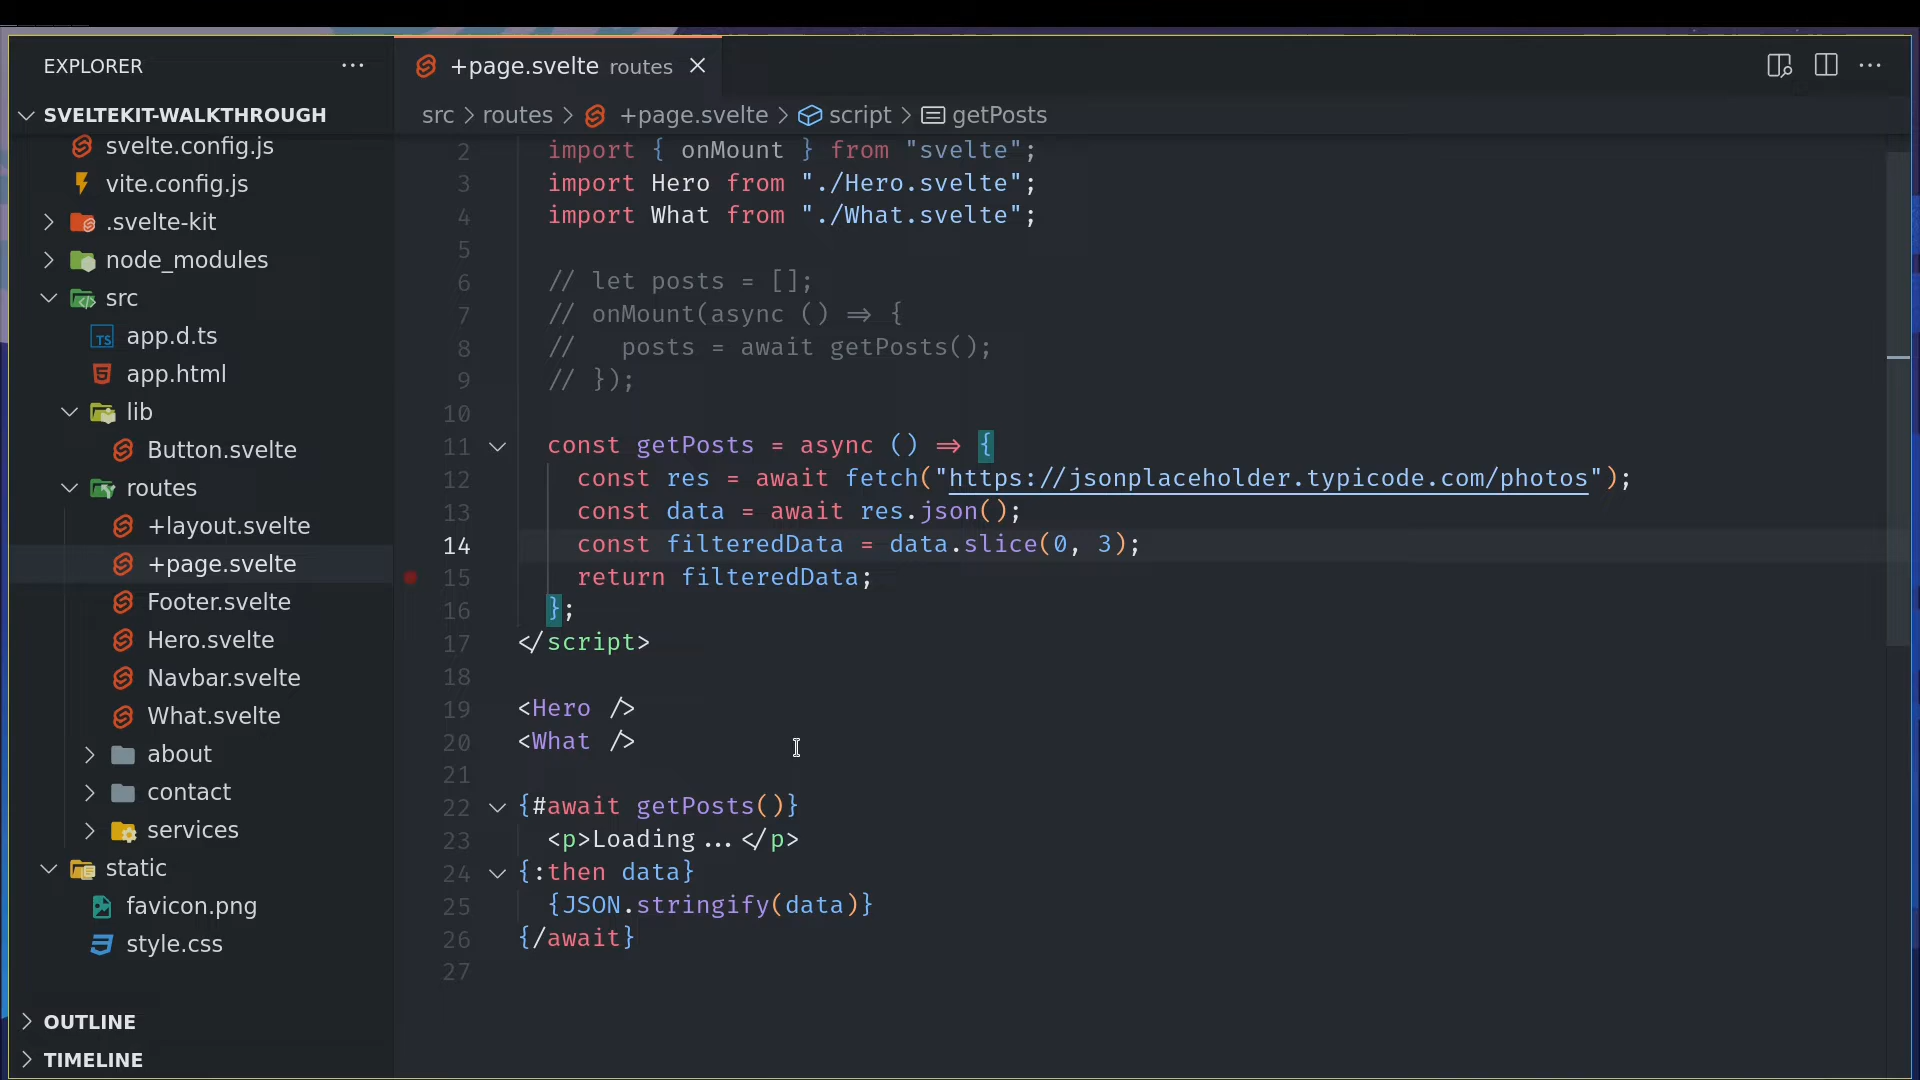 EXPLORER
SVELTEKIT-WALKTHROUGH
svelte.config.js
vite.config.js
.svelte-kit
node_modules
src
TS app.d.ts
app.html
lib
Button.svelte
routes
+layout.svelte
+page.svelte
Footer.svelte
Hero.svelte
Navbar.svelte
What.svelte
about
contact
services
static
favicon.png
style.css
OUTLINE
TIMELINE
+page.svelte routes
src > routes > +page.svelte > script > getPosts
2 import { onMount } from "svelte";
3 import Hero from "./Hero.svelte";
4 import What from "./What.svelte";
5
6 // let posts = [];
7 // onMount(async () ⇒ {
8 //   posts = await getPosts();
9 // });
10
11 const getPosts = async () ⇒ {
12 const res = await fetch("https://jsonplaceholder.typicode.com/photos");
13 const data = await res.json();
14 const filteredData = data.slice(0, 3);
15 return filteredData;
16 };
17 </script>
18
19 <Hero />
20 <What />
21
22 {#await getPosts()}
23 <p>Loading...</p>
24 {:then data}
25 {JSON.stringify(data)}
26 {/await}
27